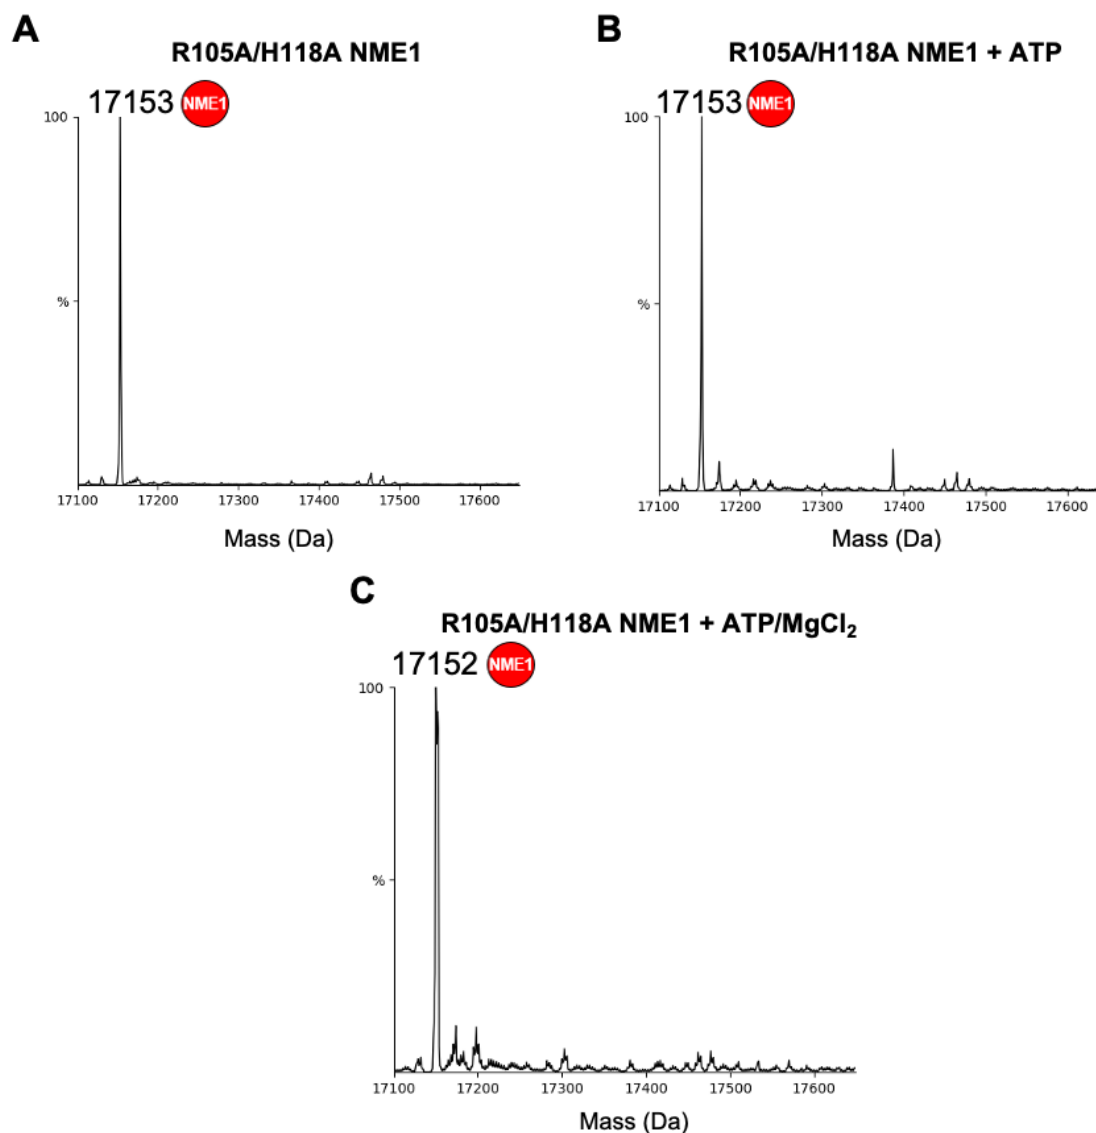 A
R105A/H118A NME1
17153 NME1
100
%
17100 17200 17300 17400 17500 17600
Mass (Da)
B
R105A/H118A NME1 + ATP
17153 NME1
100
%
17100 17200 17300 17400 17500 17600
Mass (Da)
C
R105A/H118A NME1 + ATP/MgCl₂
17152 NME1
100
%
17100 17200 17300 17400 17500 17600
Mass (Da)